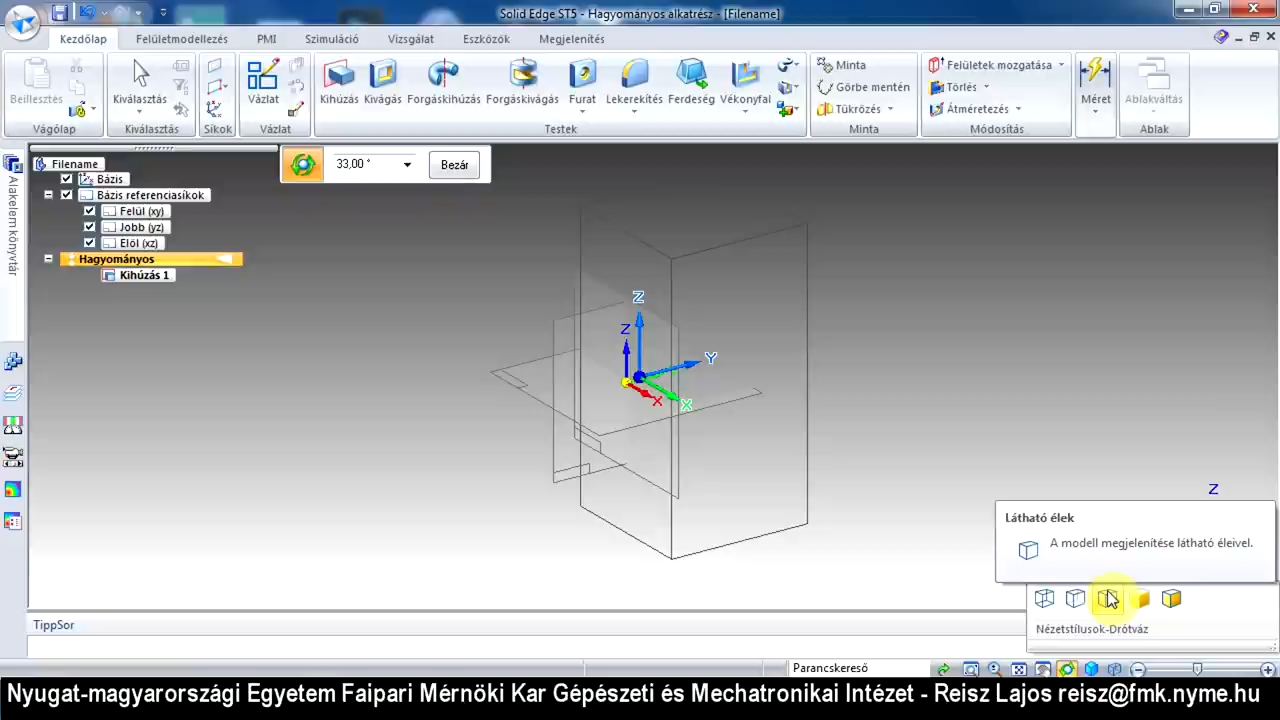 Solid Edge ST5 - Hagyományos alkatrész - [Filename]
Kezdőlap Felületmodellezés PMI Szimuláció Vizsgálat Eszközök Megjelenítés
Beillesztés
Vágólap
Kiválasztás
Kiválasztás
Síkok
Vázlat
Vázlat
Kihúzás Kivágás Forgáskihúzás Forgáskivágás Furat Lekerekítés Ferdeség Vékonyfal
Testek
Minta
Görbe mentén
Tükrözés
Minta
Felületek mozgatása
Törlés
Átméretezés
Módosítás
Méret
Ablakváltás
Ablak
Alakelem könyvtár
Filename
Bázis
Bázis referenciasíkok
Felül (xy)
Jobb (yz)
Elöl (xz)
Hagyományos
Kihúzás 1
33,00 °
Bezár
Z
Z
Y
X
X
Z
Látható élek
A modell megjelenítése látható éleivel.
Nézetstílusok-Drótváz
TippSor
Parancskereső
Nyugat-magyarországi Egyetem Faipari Mérnöki Kar Gépészeti és Mechatronikai Intézet - Reisz Lajos reisz@fmk.nyme.hu